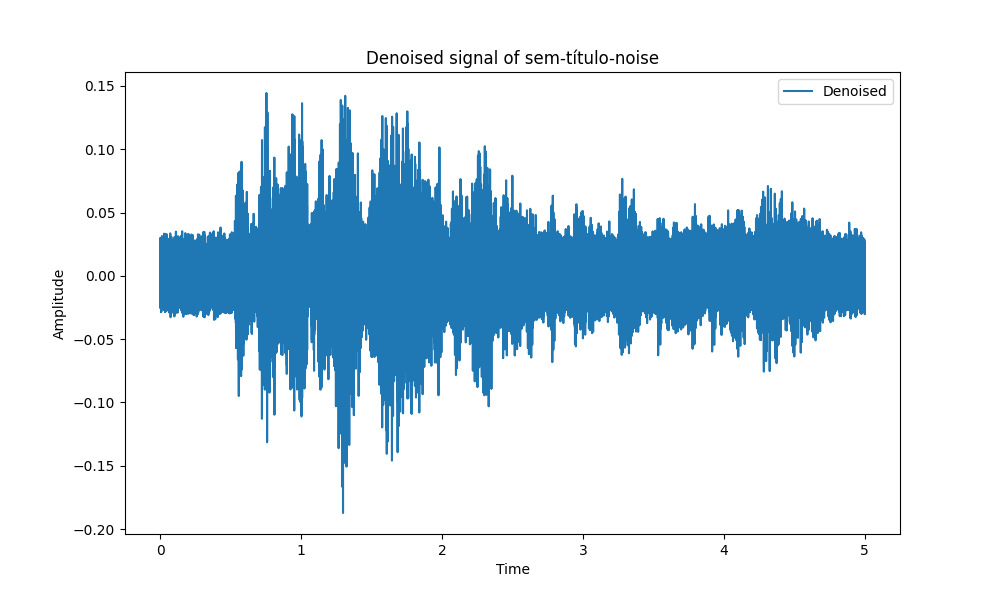 Denoised signal of sem-título-noise
Denoised
0.15
0.10
0.05
0.00
−0.05
−0.10
−0.15
−0.20
Amplitude
0 1 2 3 4 5
Time